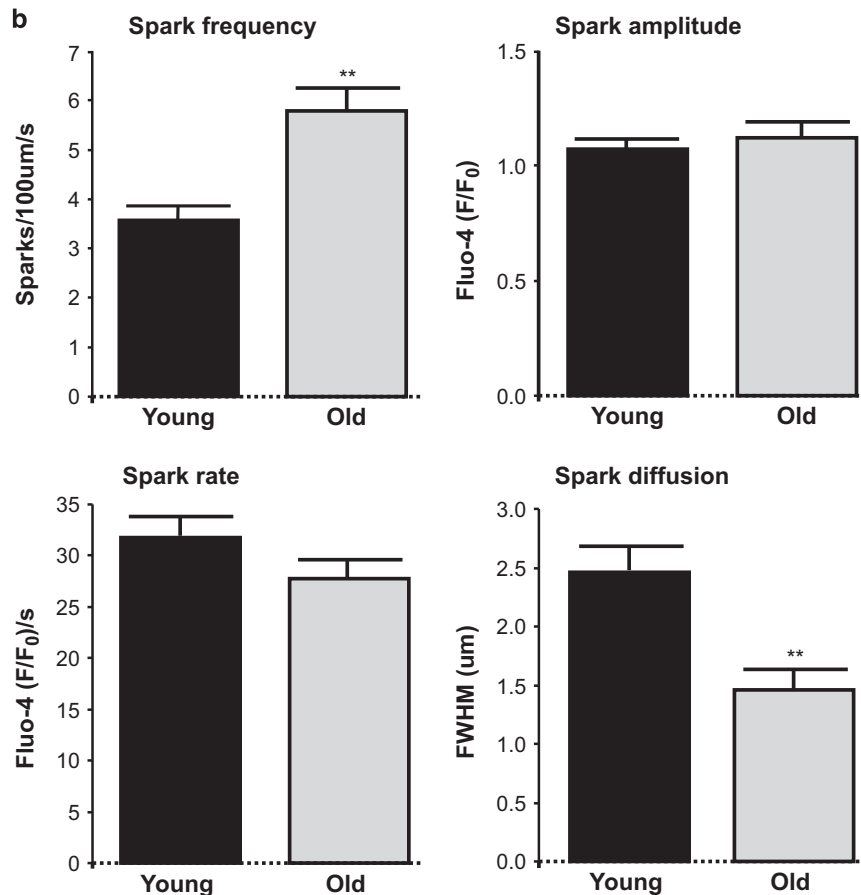 b
Spark frequency
Sparks/100um/s
7
6
5
4
3
2
1
0
**
Young Old
Spark amplitude
Fluo-4 (F/F₀)
1.5
1.0
0.5
0.0
Young Old
Spark rate
Fluo-4 (F/F₀)/s
35
30
25
20
15
10
5
0
Young Old
Spark diffusion
FWHM (um)
3.0
2.5
2.0
1.5
1.0
0.5
0.0
**
Young Old